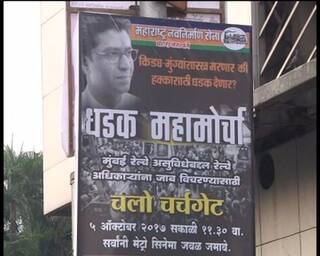 महाराष्ट्र नवनिर्माण सेना
किडा-मुंग्यांसारखा मरणार की
हक्कासाठी धडक देणार?
धडक महामोर्चा
मुंबई रेल्वे असुविधेबद्दल रेल्वे
अधिकाऱ्यांना जाब विचारण्यासाठी
चलो चर्चगेट
५ ऑक्टोबर २०१७ सकाळी ११.३० वा.
सर्वांनी मेट्रो सिनेमा जवळ जमावे.